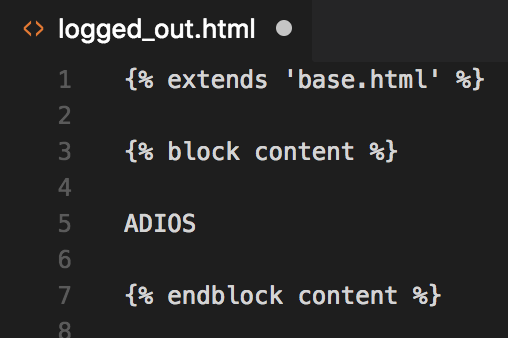 <> logged_out.html
1 {% extends 'base.html' %}
2
3 {% block content %}
4
5 ADIOS
6
7 {% endblock content %}
8